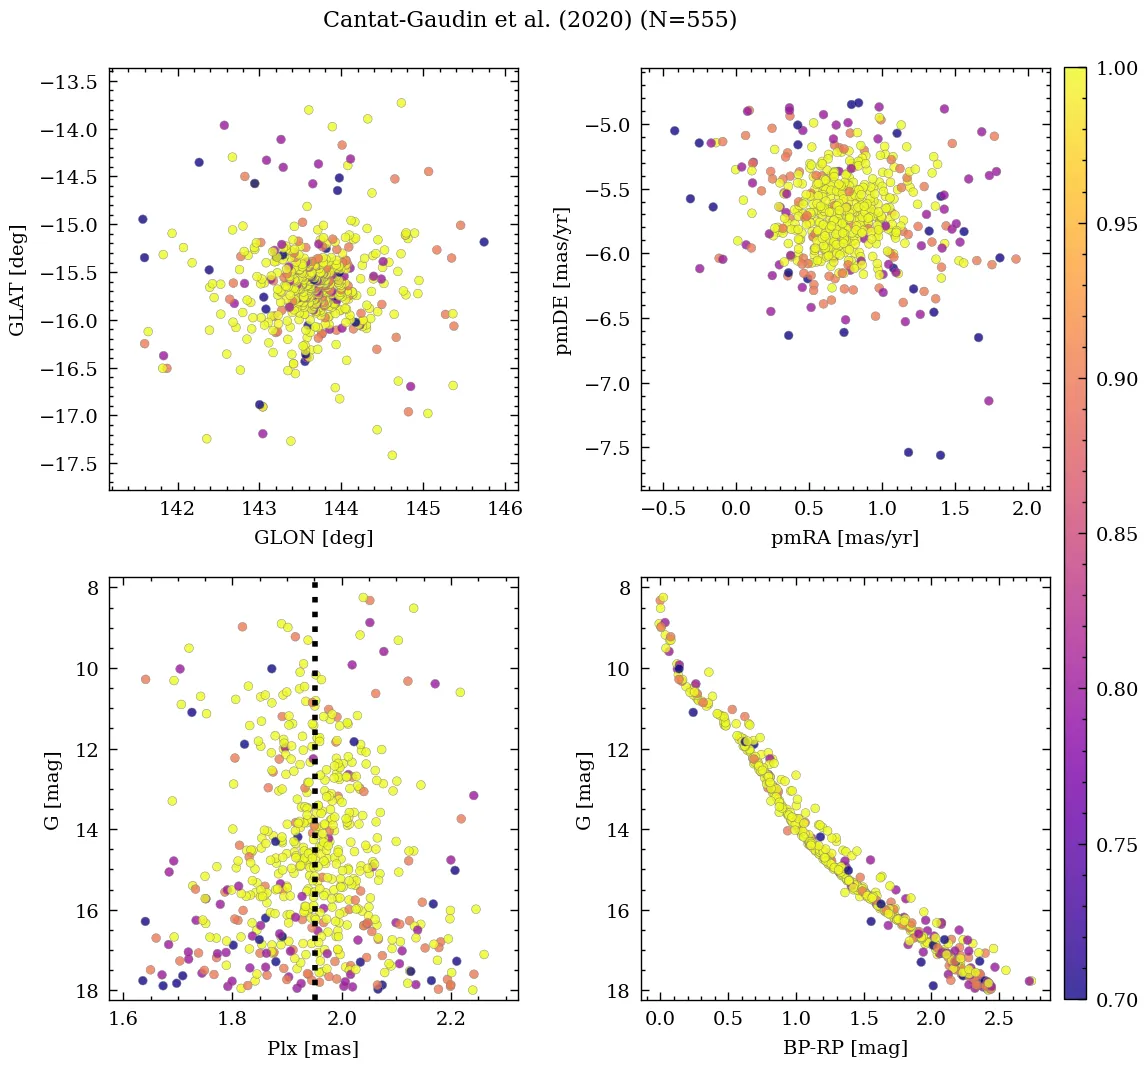 Cantat-Gaudin et al. (2020) (N=555)
−13.5
−14.0
−14.5
−15.0
−15.5
−16.0
−16.5
−17.0
−17.5
GLAT [deg]
142 143 144 145 146
GLON [deg]
−5.0
−5.5
−6.0
−6.5
−7.0
−7.5
pmDE [mas/yr]
−0.5 0.0 0.5 1.0 1.5 2.0
pmRA [mas/yr]
8
10
12
14
16
18
G [mag]
1.6 1.8 2.0 2.2
Plx [mas]
8
10
12
14
16
18
G [mag]
0.0 0.5 1.0 1.5 2.0 2.5
BP-RP [mag]
1.00
0.95
0.90
0.85
0.80
0.75
0.70